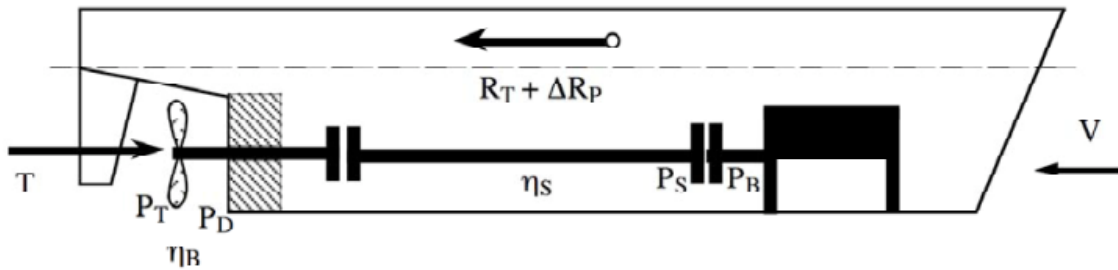 R_T + ΔR_P
V
T
η_S
P_S
P_B
P_T
P_D
η_B